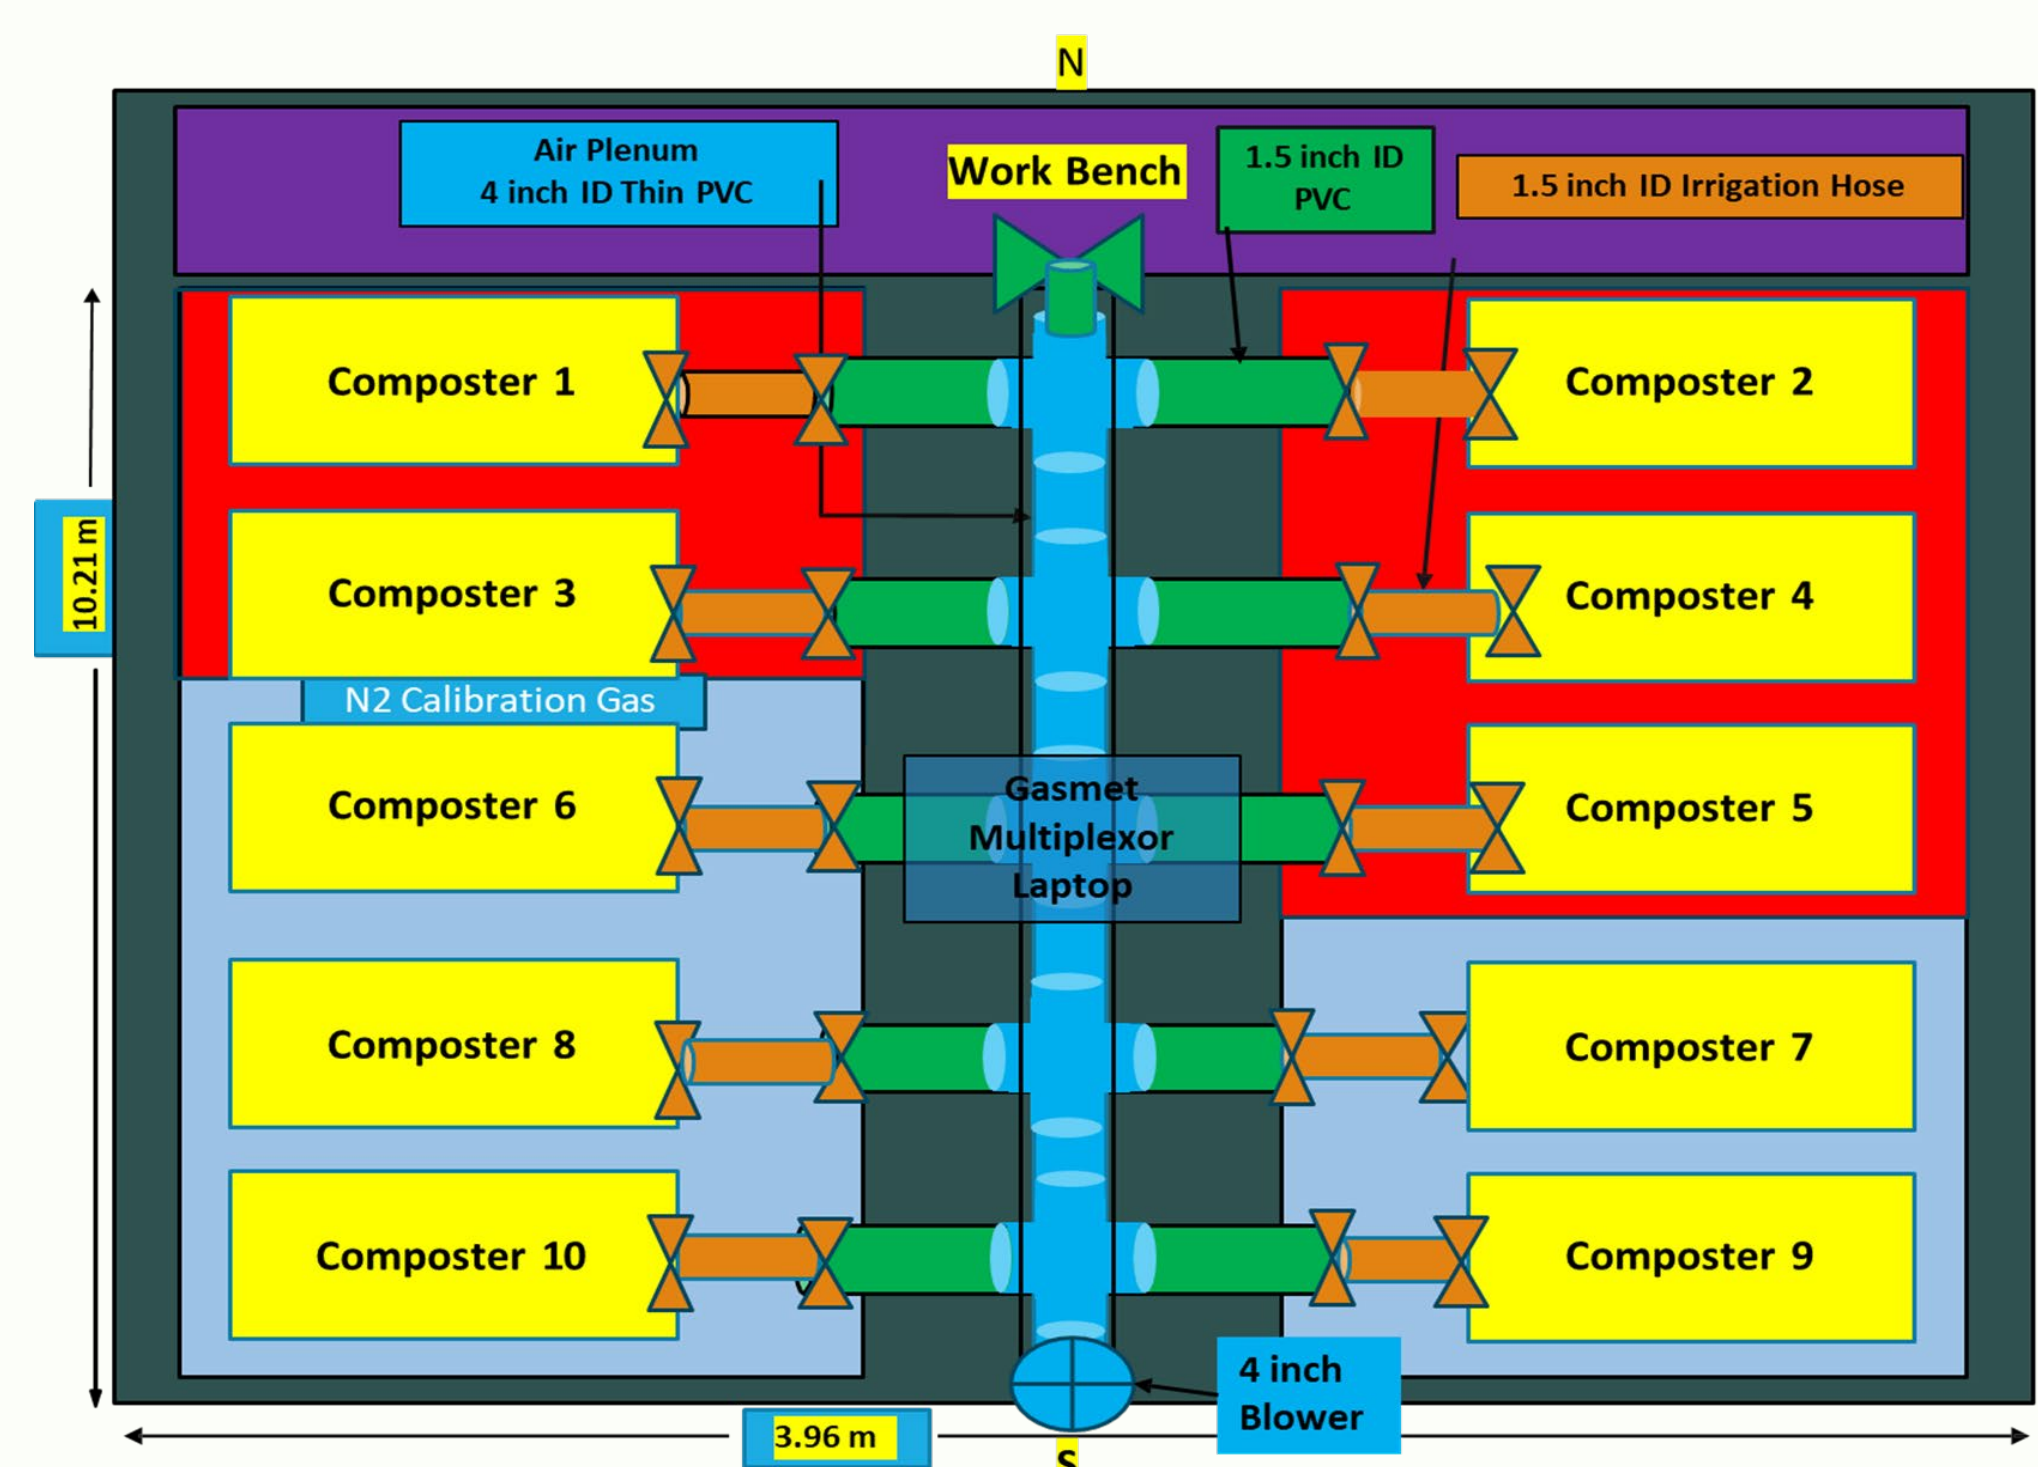 N
Air Plenum
4 inch ID Thin PVC
Work Bench
1.5 inch ID
PVC
1.5 inch ID Irrigation Hose
Composter 1
Composter 2
10.21 m
Composter 3
Composter 4
N2 Calibration Gas
Composter 6
Gasmet
Multiplexor
Laptop
Composter 5
Composter 8
Composter 7
Composter 10
Composter 9
4 inch
Blower
3.96 m
S